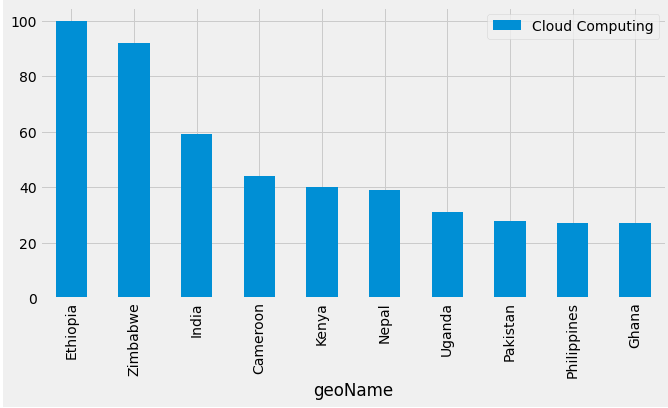 Cloud Computing
100
80
60
40
20
0
Ethiopia
Zimbabwe
India
Cameroon
Kenya
Nepal
Uganda
Pakistan
Philippines
Ghana
geoName